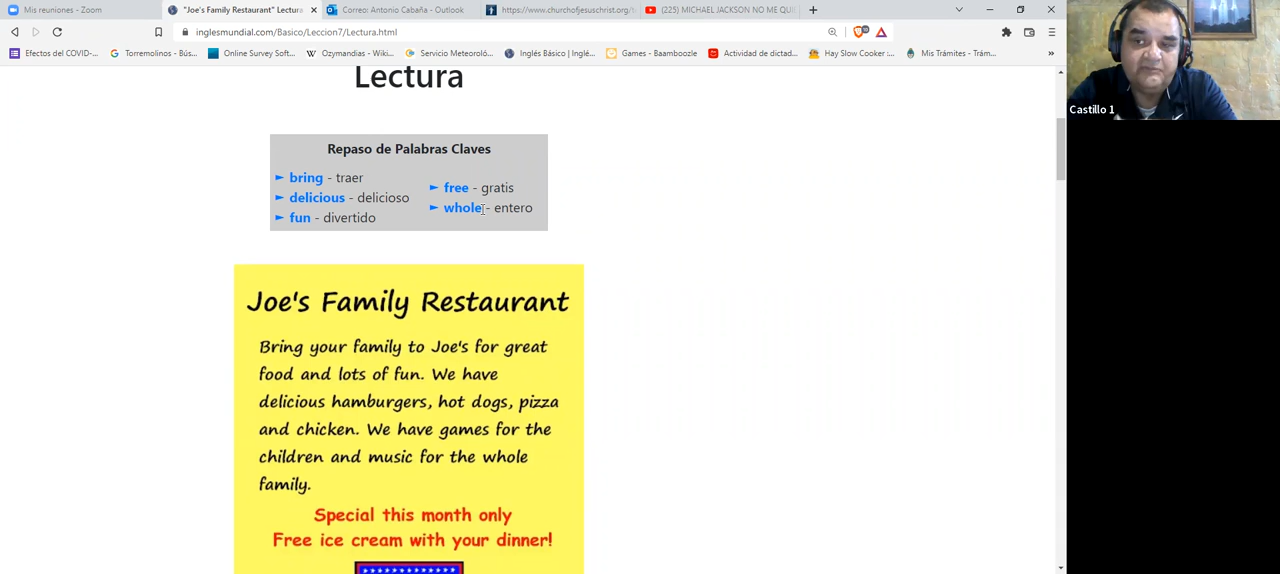 Mis reuniones - Zoom
"Joe's Family Restaurant" Lectura
Correo: Antonio Cabaña - Outlook
https://www.churchofjesuschrist.org/s
(225) MICHAEL JACKSON NO ME QUI
inglesmundial.com/Basico/Leccion7/Lectura.html
Efectos del COVID-...
Torremolinos - Bús...
Online Survey Soft...
Ozymandias - Wiki...
Servicio Meteoroló...
Inglés Básico | Inglé...
Games - Baamboozle
Actividad de dictad...
Hay Slow Cooker :...
Mis Trámites - Trám...
Lectura
Repaso de Palabras Claves
► bring - traer
► delicious - delicioso
► fun - divertido
► free - gratis
► whole - entero
Joe's Family Restaurant
Bring your family to Joe's for great
food and lots of fun. We have
delicious hamburgers, hot dogs, pizza
and chicken. We have games for the
children and music for the whole
family.
Special this month only
Free ice cream with your dinner!
Castillo 1